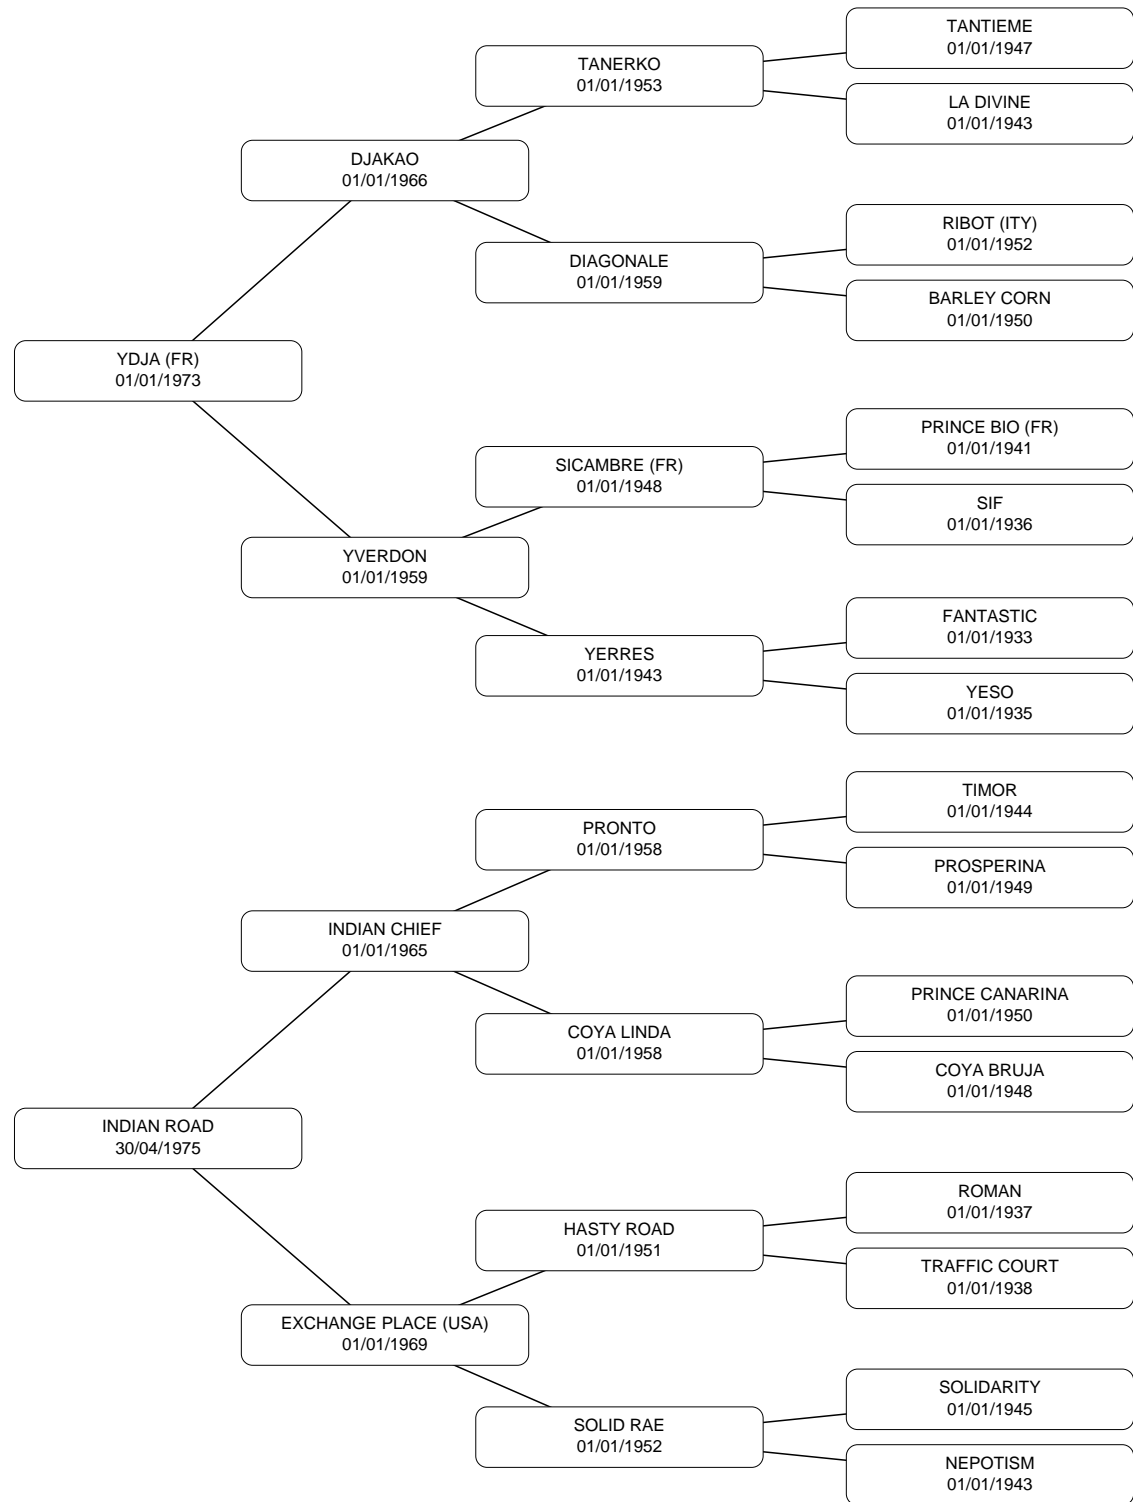 TANTIEME
01/01/1947
TANERKO
01/01/1953
LA DIVINE
01/01/1943
DJAKAO
01/01/1966
RIBOT (ITY)
01/01/1952
DIAGONALE
01/01/1959
BARLEY CORN
01/01/1950
YDJA (FR)
01/01/1973
PRINCE BIO (FR)
01/01/1941
SICAMBRE (FR)
01/01/1948
SIF
01/01/1936
YVERDON
01/01/1959
FANTASTIC
01/01/1933
YERRES
01/01/1943
YESO
01/01/1935
TIMOR
01/01/1944
PRONTO
01/01/1958
PROSPERINA
01/01/1949
INDIAN CHIEF
01/01/1965
PRINCE CANARINA
01/01/1950
COYA LINDA
01/01/1958
COYA BRUJA
01/01/1948
INDIAN ROAD
30/04/1975
ROMAN
01/01/1937
HASTY ROAD
01/01/1951
TRAFFIC COURT
01/01/1938
EXCHANGE PLACE (USA)
01/01/1969
SOLIDARITY
01/01/1945
SOLID RAE
01/01/1952
NEPOTISM
01/01/1943